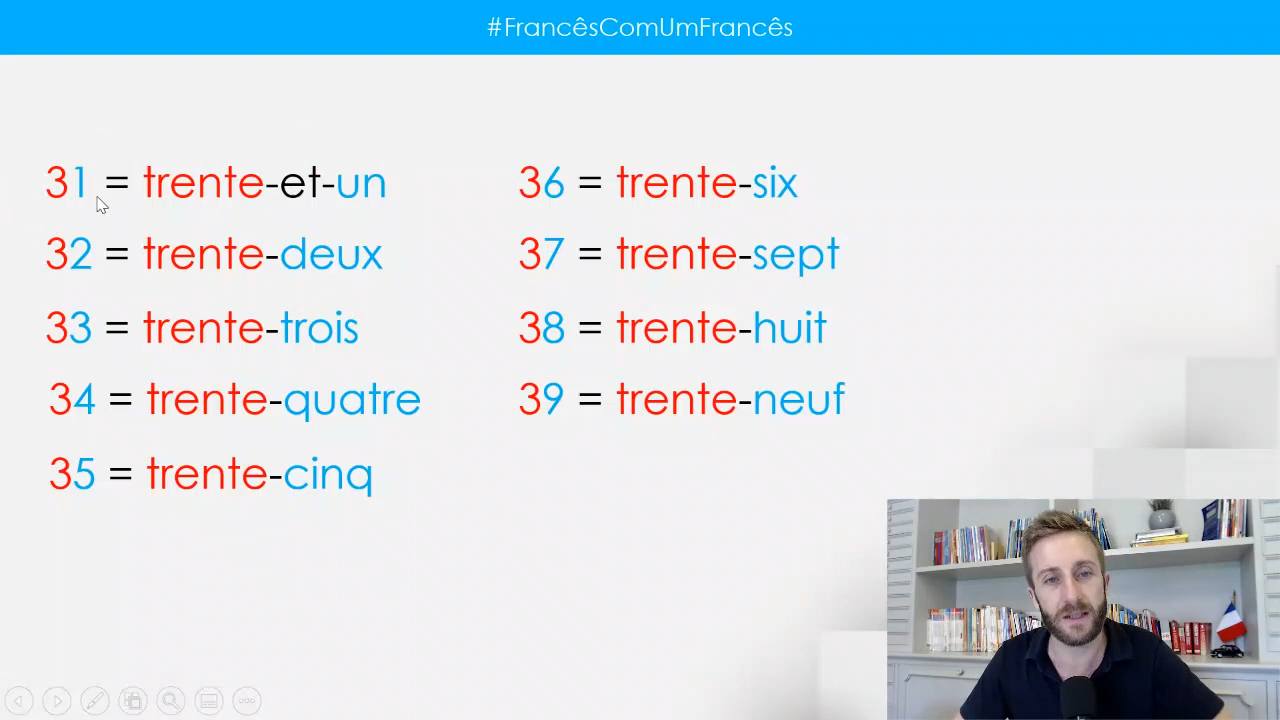 #FrancêsComUmFrancês
31 = trente-et-un
32 = trente-deux
33 = trente-trois
34 = trente-quatre
35 = trente-cinq
36 = trente-six
37 = trente-sept
38 = trente-huit
39 = trente-neuf